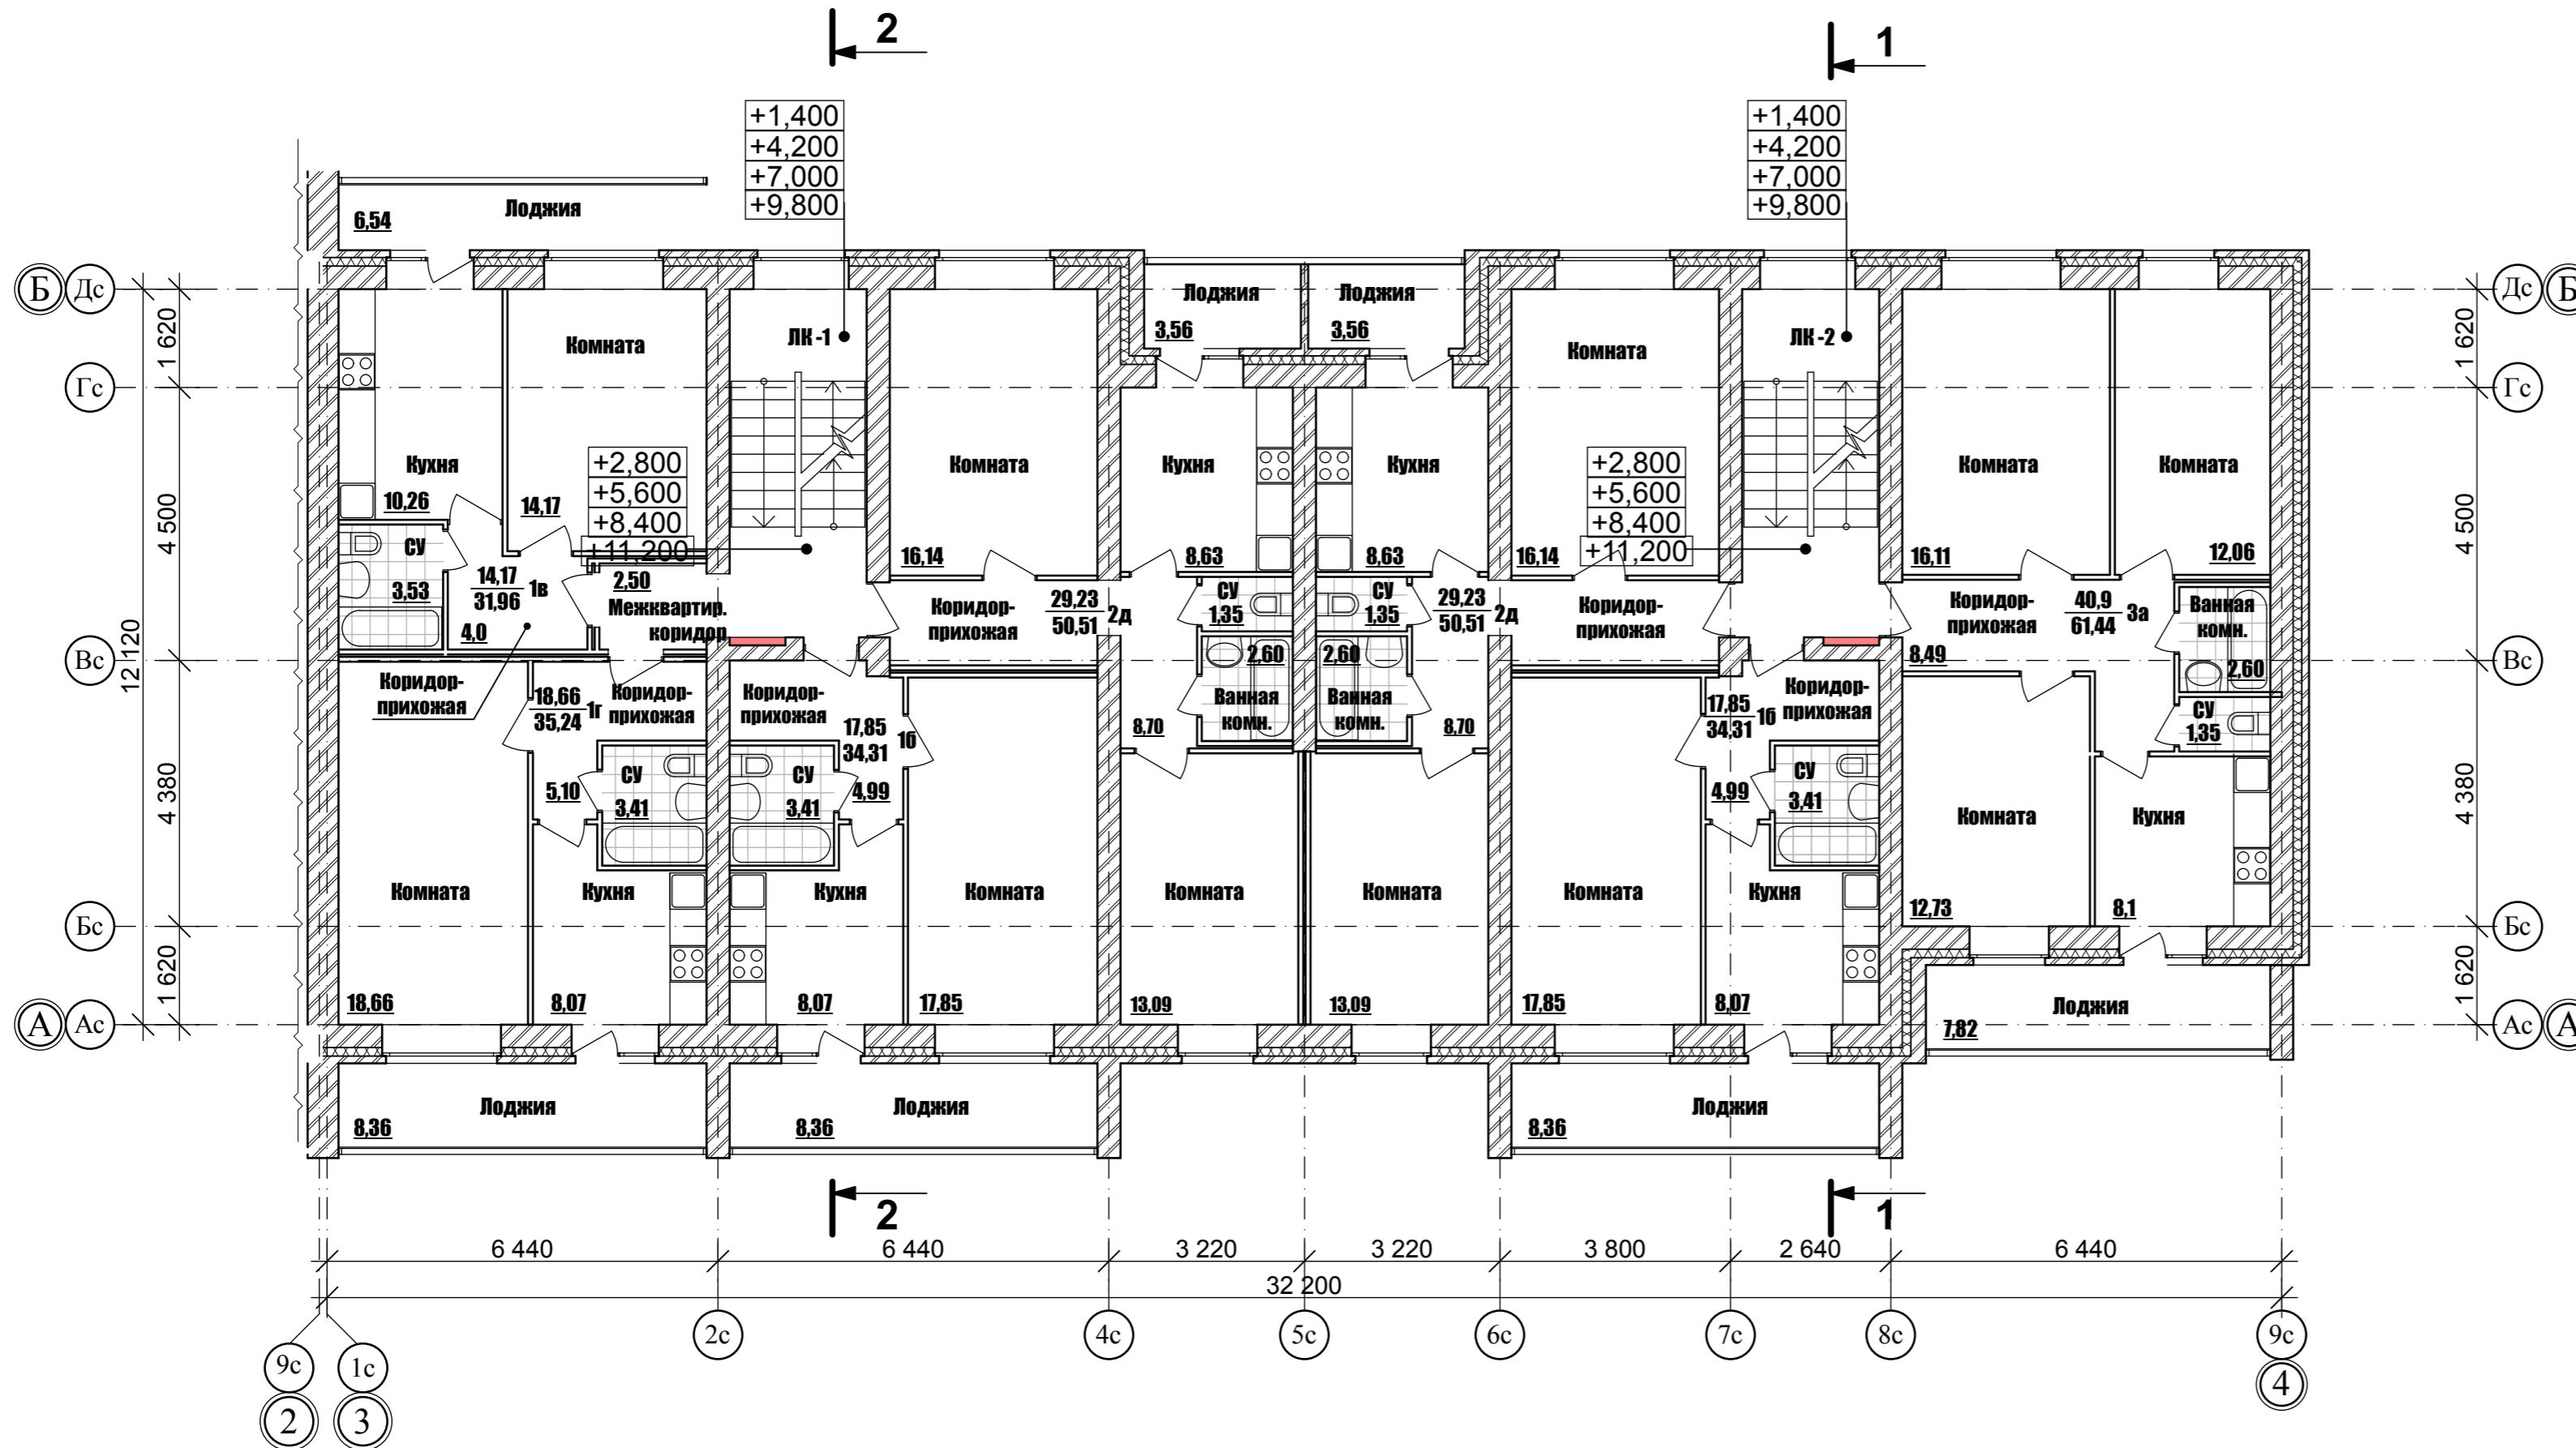 2
1
+1,400
+4,200
+7,000
+9,800
+1,400
+4,200
+7,000
+9,800
Лоджия
6,54
Б
Дс
Дс
Б
Лоджия
3,56
Лоджия
3,56
ЛК -1
ЛК -2
1 620
1 620
Гс
Гс
Комната
Комната
Кухня
10,26
14,17
+2,800
+5,600
+8,400
+11,200
Комната
16,14
Кухня
8,63
Кухня
8,63
16,14
+2,800
+5,600
+8,400
+11,200
Комната
16,11
Комната
12,06
4 500
4 500
12 120
СУ
3,53
14,17
31,96
1в
4,0
2,50
Межквартир.
коридор
Коридор-
прихожая
29,23
50,51
2д
СУ
1,35
СУ
1,35
29,23
50,51
2д
Коридор-
прихожая
Коридор-
прихожая
40,9
61,44
3а
8,49
Ванная
комн.
2,60
Вс
Вс
Коридор-
прихожая
18,66
35,24
1г
Коридор-
прихожая
Коридор-
прихожая
17,85
34,31
1б
2,60
Ванная
комн.
8,70
2,60
Ванная
комн.
8,70
17,85
34,31
1б
Коридор-
прихожая
СУ
1,35
4 380
4 380
5,10
СУ
3,41
СУ
3,41
4,99
4,99
СУ
3,41
Комната
18,66
Кухня
8,07
Кухня
8,07
Комната
17,85
Комната
13,09
Комната
13,09
Комната
17,85
Кухня
8,07
Комната
12,73
Кухня
8,1
Бс
Бс
1 620
1 620
А
Ас
Ас
А
Лоджия
7,82
Лоджия
8,36
Лоджия
8,36
Лоджия
8,36
2
1
6 440
6 440
3 220
3 220
3 800
2 640
6 440
32 200
9с
1с
2с
4с
5с
6с
7с
8с
9с
2
3
4